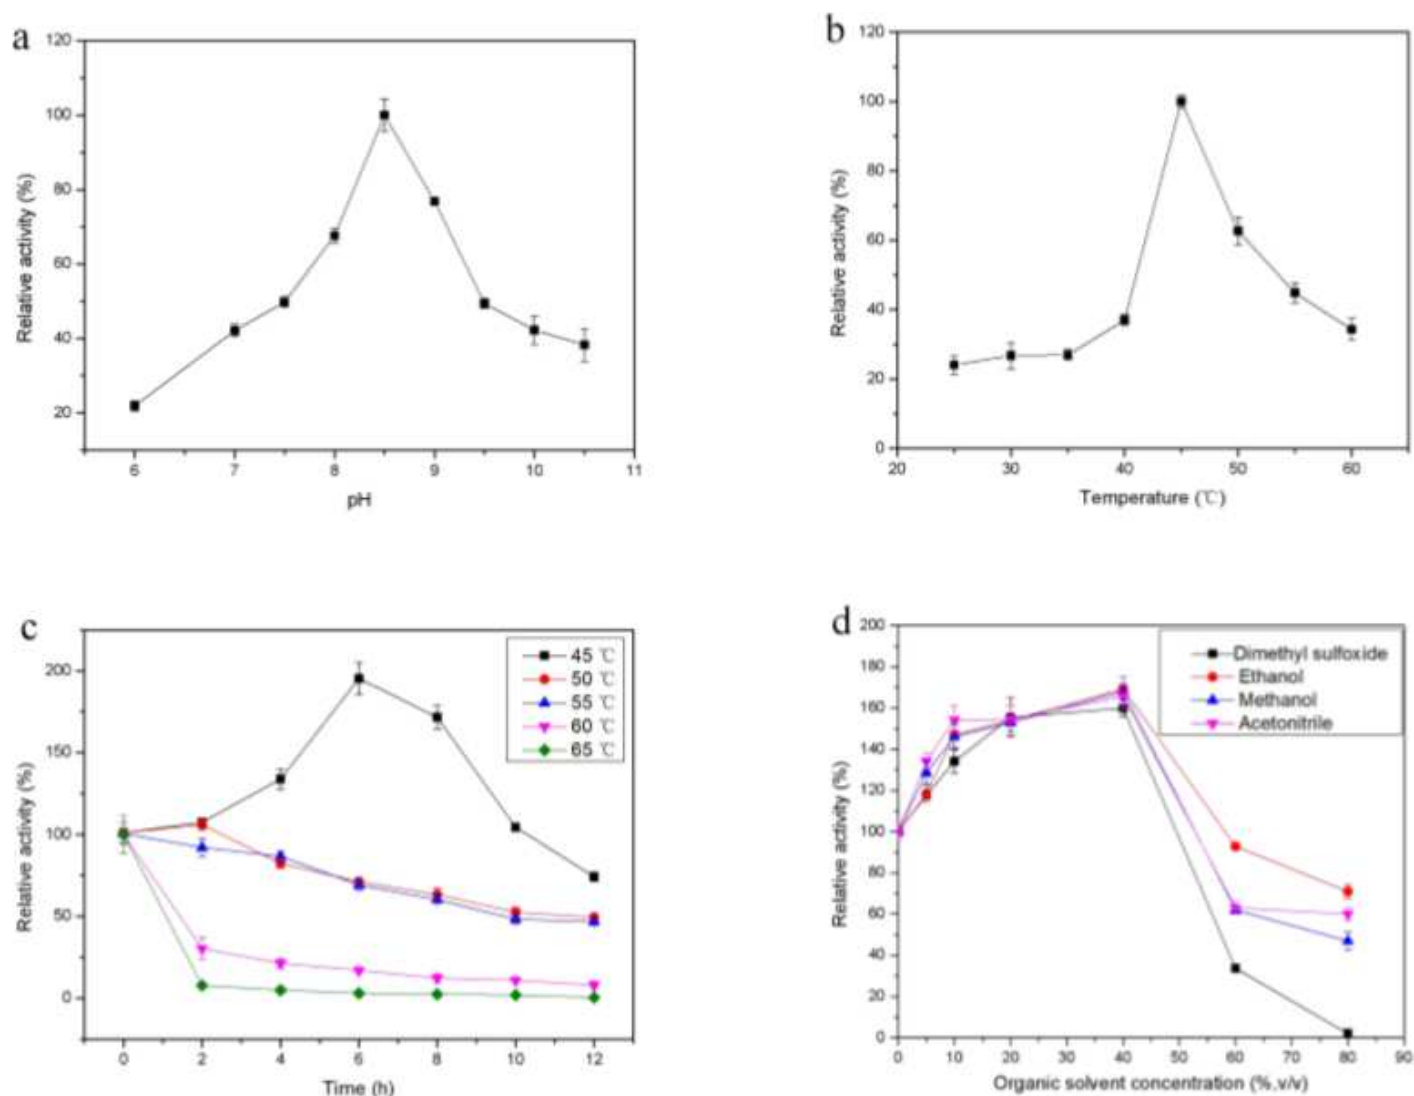 a
120
100
80
60
40
20
Relative activity (%)
6 7 8 9 10 11
pH
b
120
100
80
60
40
20
0
Relative activity (%)
20 30 40 50 60
Temperature (℃)
c
200
150
100
50
0
Relative activity (%)
45 ℃
50 ℃
55 ℃
60 ℃
65 ℃
0 2 4 6 8 10 12
Time (h)
d
200
180
160
140
120
100
80
60
40
20
0
Relative activity (%)
Dimethyl sulfoxide
Ethanol
Methanol
Acetonitrile
0 10 20 30 40 50 60 70 80 90
Organic solvent concentration (%,v/v)